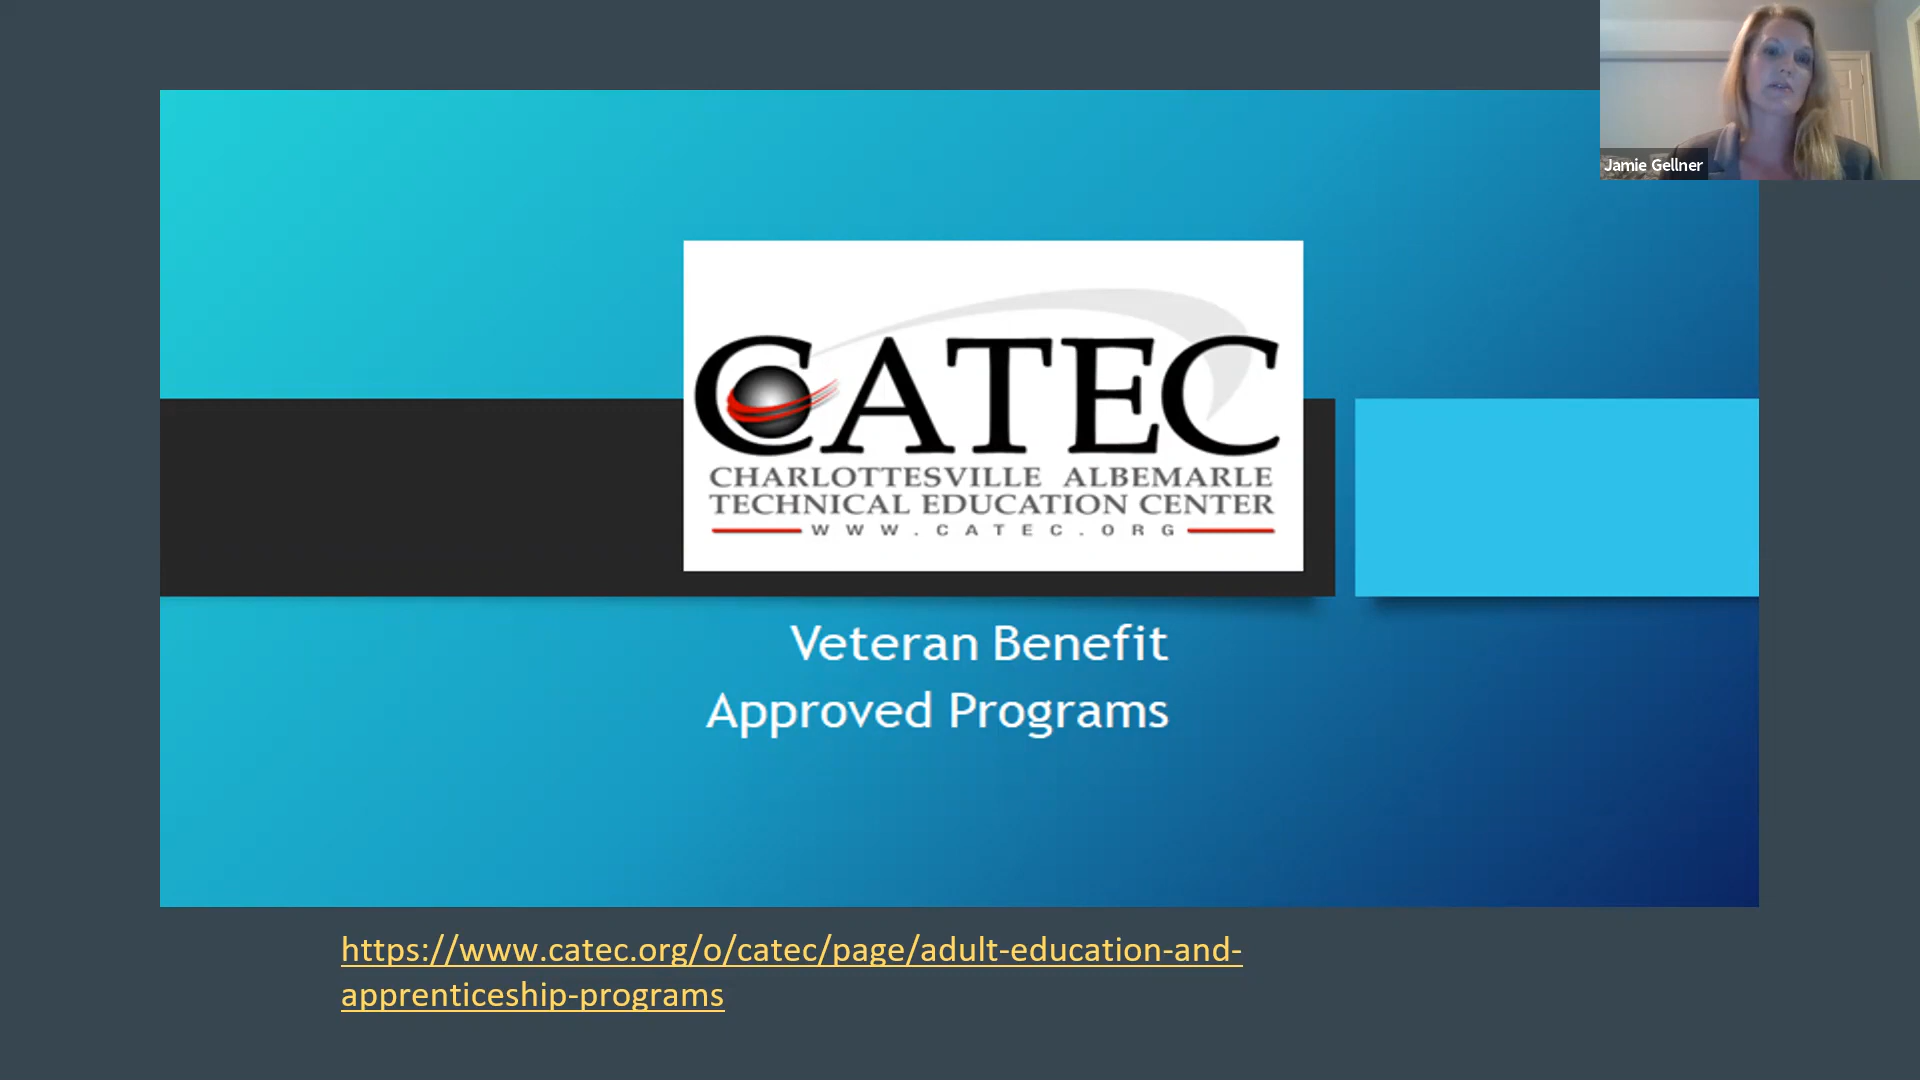 Jamie Gellner
CATEC
CHARLOTTESVILLE ALBEMARLE
TECHNICAL EDUCATION CENTER
WWW.CATEC.ORG
Veteran Benefit
Approved Programs
https://www.catec.org/o/catec/page/adult-education-and-
apprenticeship-programs